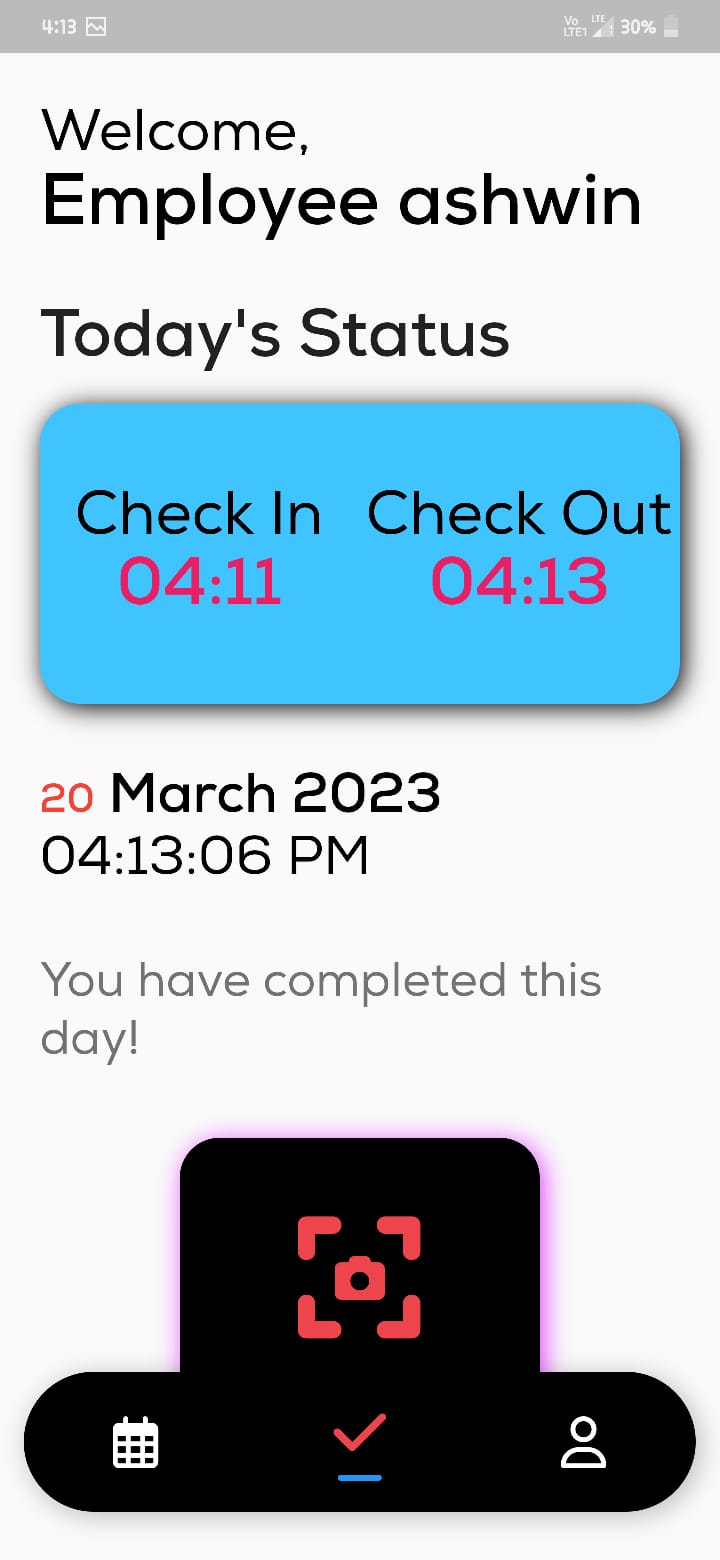 4:13
Vo LTE
LTE1 30%
Welcome,
Employee ashwin
Today's Status
Check In Check Out
04:11 04:13
20 March 2023
04:13:06 PM
You have completed this
day!